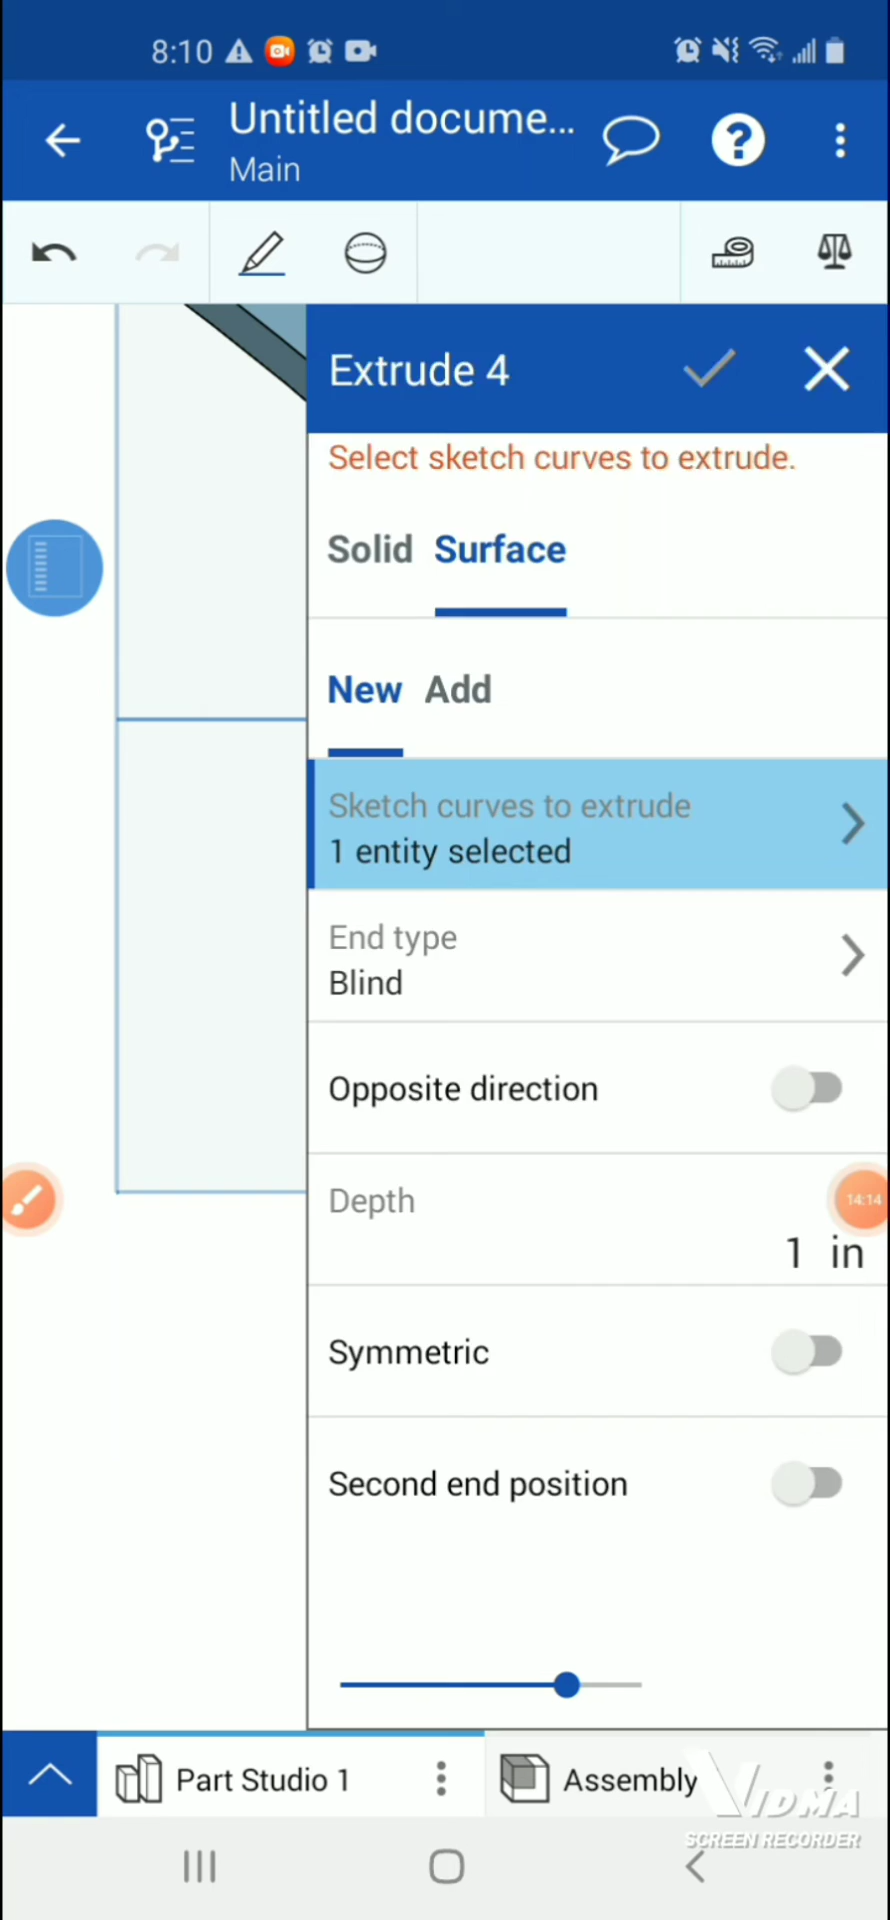 8:10
Untitled docume...
Main
Extrude 4
Select sketch curves to extrude.
Solid Surface
New Add
Sketch curves to extrude
1 entity selected
End type
Blind
Opposite direction
Depth
14:14
1 in
Symmetric
Second end position
Part Studio 1
Assembly
VIDMA
SCREEN RECORDER